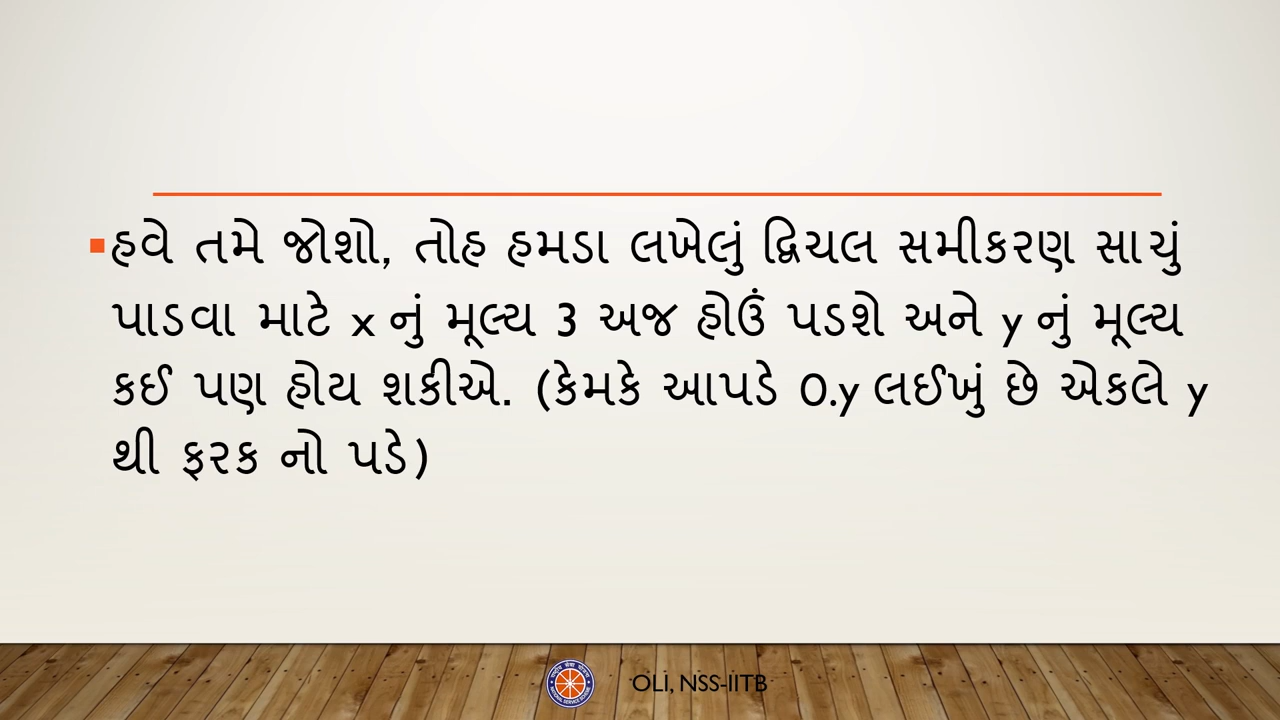 હવે તમે જોશો, તોહ હમડા લખેલું દ્વિચલ સમીકરણ સાચું
પાડવા માટે x નું મૂલ્ય 3 અજ હોઉં પડશે અને y નું મૂલ્ય
કઈ પણ હોય શકીએ. (કેમકે આપડે 0.y લઈખું છે એકલે y
થી ફરક નો પડે)
OLI, NSS-IITB